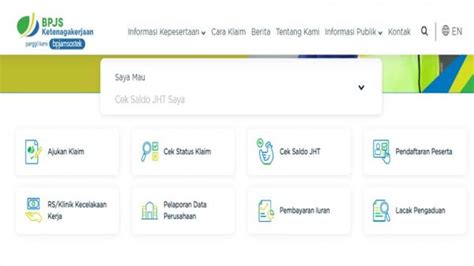 BPJS
Ketenagakerjaan
panggil kami bpjamsostek
Informasi Kepesertaan Cara Klaim Berita Tentang Kami Informasi Publik Kontak EN
Saya Mau
Cek Saldo JHT Saya
Ajukan Klaim
Cek Status Klaim
Cek Saldo JHT
Pendaftaran Peserta
RS/Klinik Kecelakaan
Kerja
Pelaporan Data
Perusahaan
Pembayaran Iuran
Lacak Pengaduan